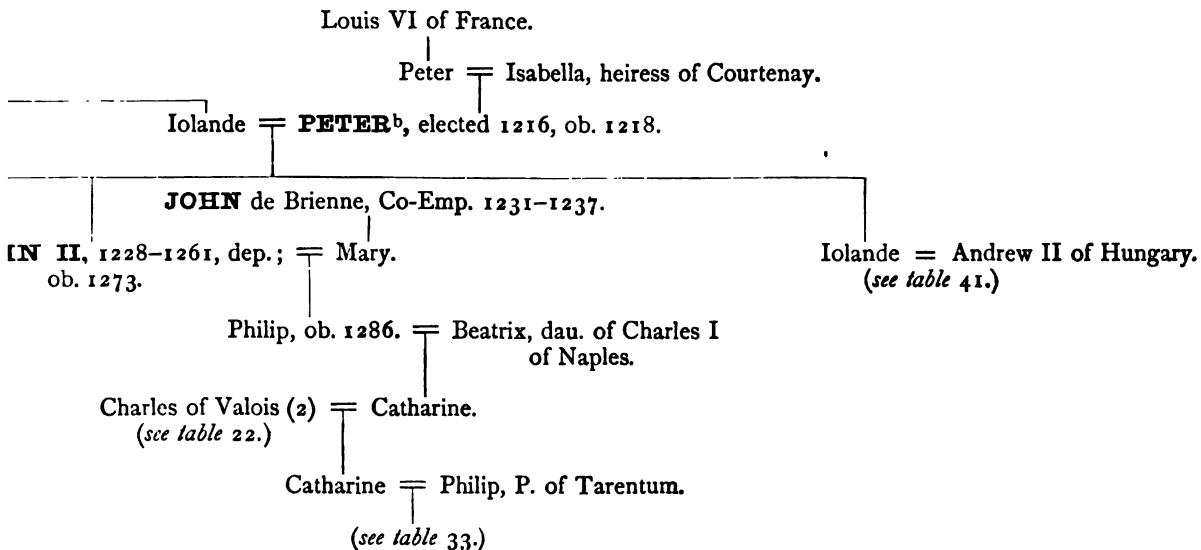 Louis VI of France.
Peter = Isabella, heiress of Courtenay.
Iolande = PETERᵇ, elected 1216, ob. 1218.
JOHN de Brienne, Co-Emp. 1231–1237.
IN II, 1228–1261, dep.; = Mary.
ob. 1273.
Iolande = Andrew II of Hungary.
(see table 41.)
Philip, ob. 1286. = Beatrix, dau. of Charles I
of Naples.
Charles of Valois (2) = Catharine.
(see table 22.)
Catharine = Philip, P. of Tarentum.
(see table 33.)